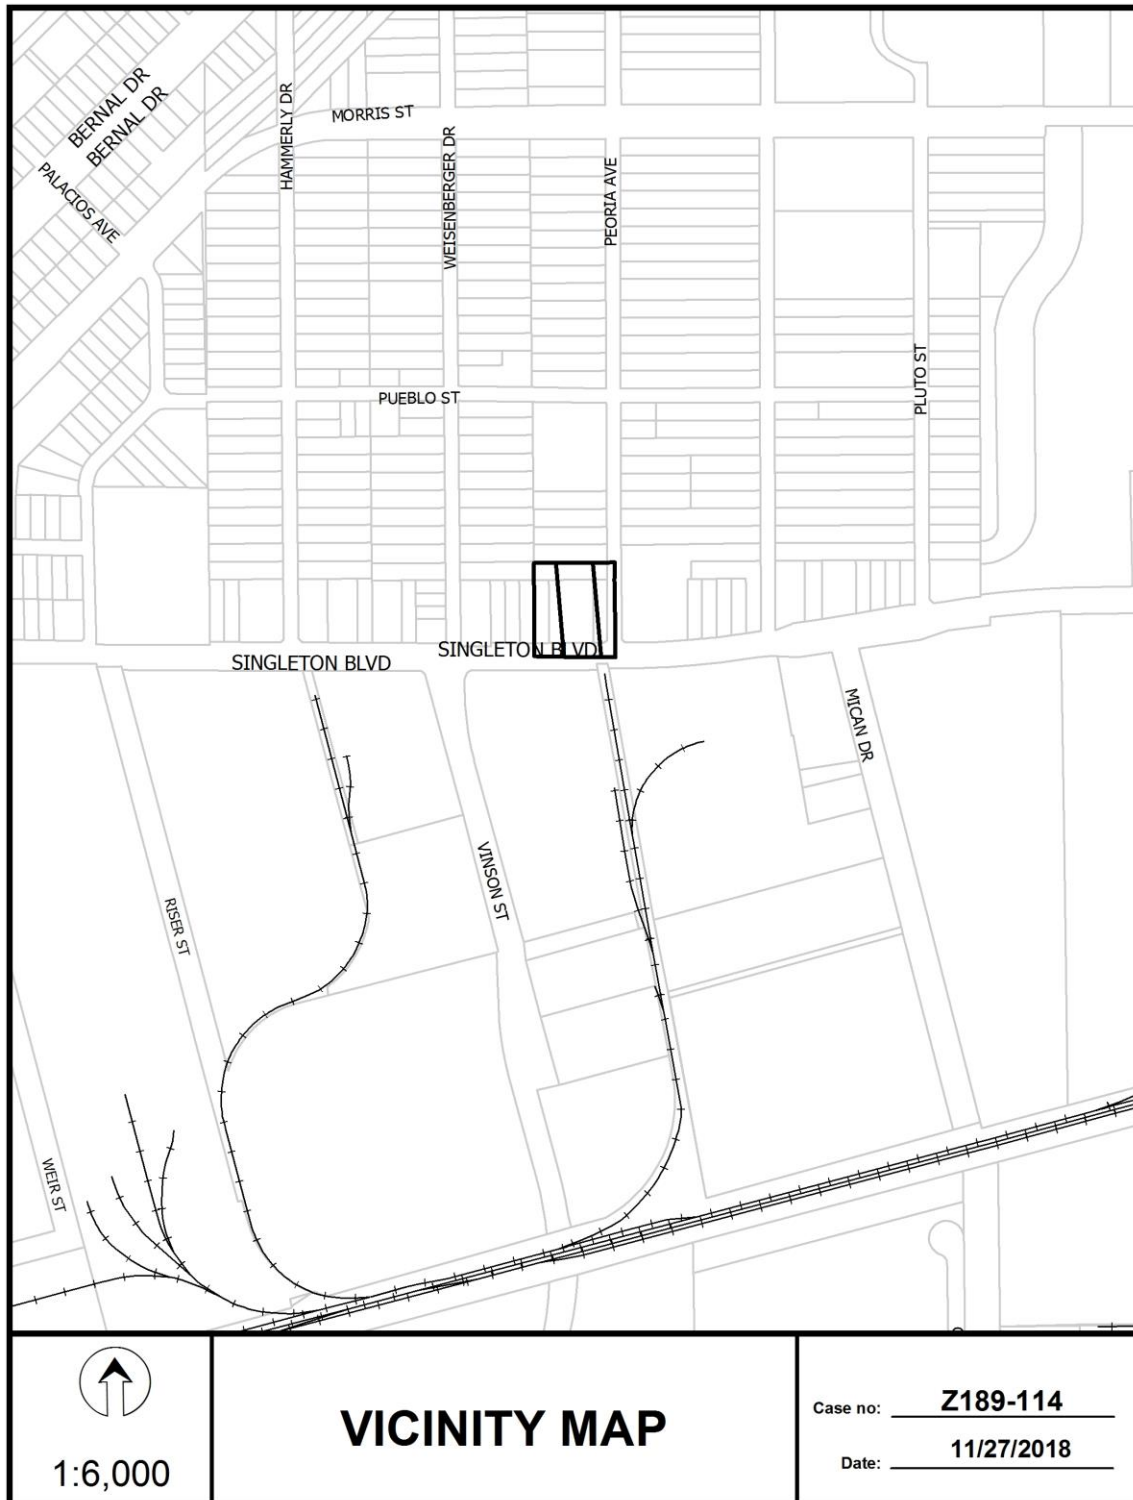 BERNAL DR
BERNAL DR
PALACIOS AVE
HAMMERLY DR
MORRIS ST
WEISENBERGER DR
PEORIA AVE
PLUTO ST
PUEBLO ST
SINGLETON BLVD
SINGLETON BLVD
MICAN DR
VINSON ST
RISER ST
WEIR ST
1:6,000
VICINITY MAP
Case no: Z189-114
Date: 11/27/2018